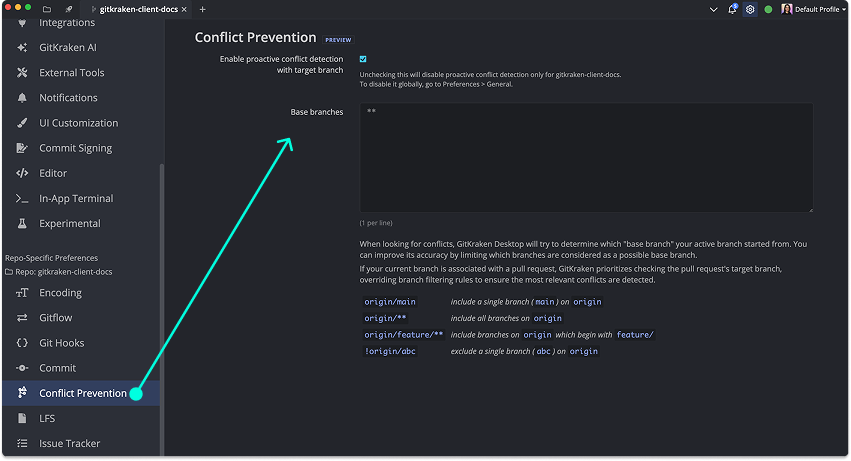 gitkraken-client-docs
Default Profile
Integrations
GitKraken AI
External Tools
Notifications
UI Customization
Commit Signing
Editor
In-App Terminal
Experimental
Repo-Specific Preferences
Repo: gitkraken-client-docs
Encoding
Gitflow
Git Hooks
Commit
Conflict Prevention
LFS
Issue Tracker
Conflict Prevention PREVIEW
Enable proactive conflict detection
with target branch
Unchecking this will disable proactive conflict detection only for gitkraken-client-docs.
To disable it globally, go to Preferences > General.
Base branches
**
(1 per line)
When looking for conflicts, GitKraken Desktop will try to determine which "base branch" your active branch started from. You
can improve its accuracy by limiting which branches are considered as a possible base branch.
If your current branch is associated with a pull request, GitKraken prioritizes checking the pull request's target branch,
overriding branch filtering rules to ensure the most relevant conflicts are detected.
origin/main include a single branch ( main ) on origin
origin/** include all branches on origin
origin/feature/** include branches on origin which begin with feature/
!origin/abc exclude a single branch ( abc ) on origin